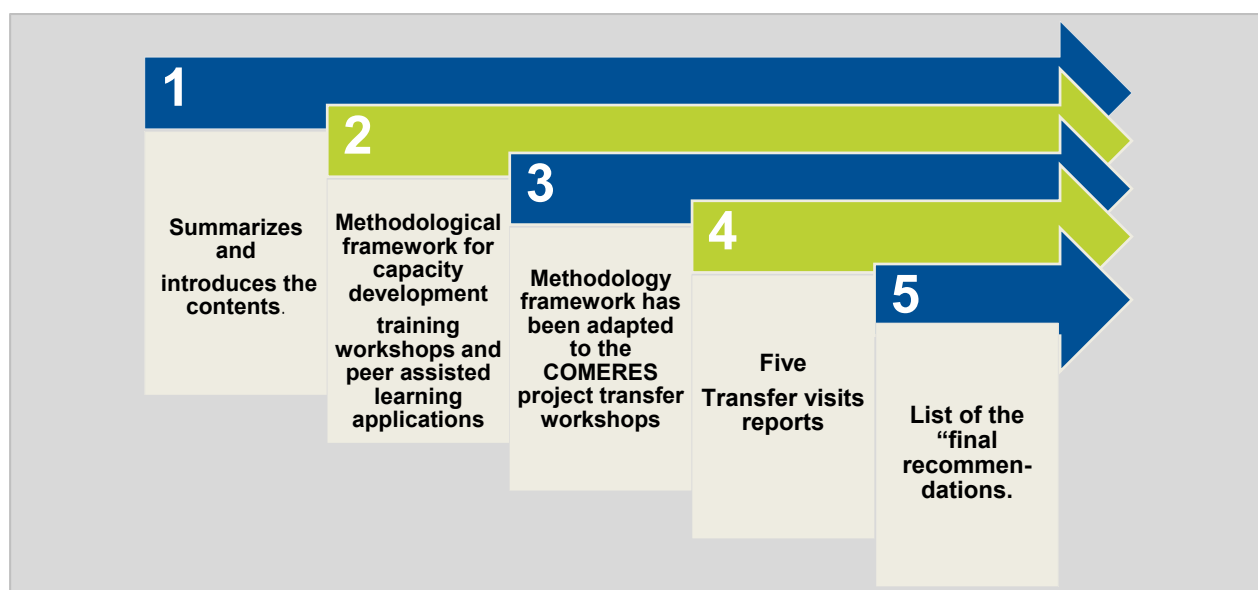 1
Summarizes
and
introduces the
contents.
2
Methodological
framework for
capacity
development
training
workshops and
peer assisted
learning
applications
3
Methodology
framework has
been adapted
to the
COMERES
project transfer
workshops
4
Five
Transfer visits
reports
5
List of the
“final
recommen-
dations.